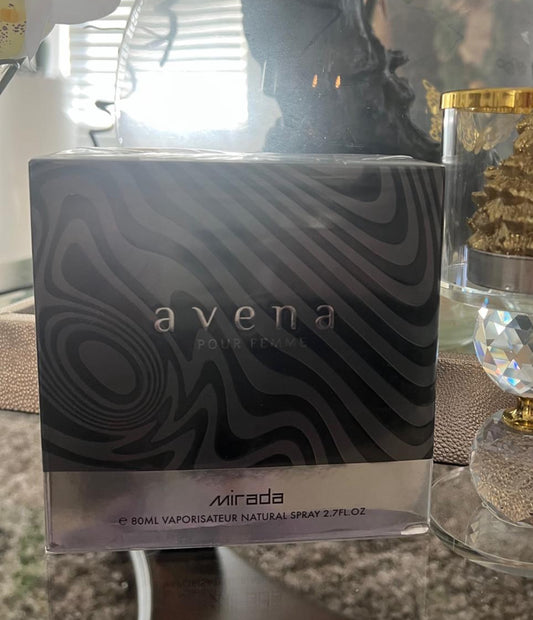 avena
POUR FEMME
mirada
e 80ML VAPORISATEUR NATURAL SPRAY 2.7FL.OZ